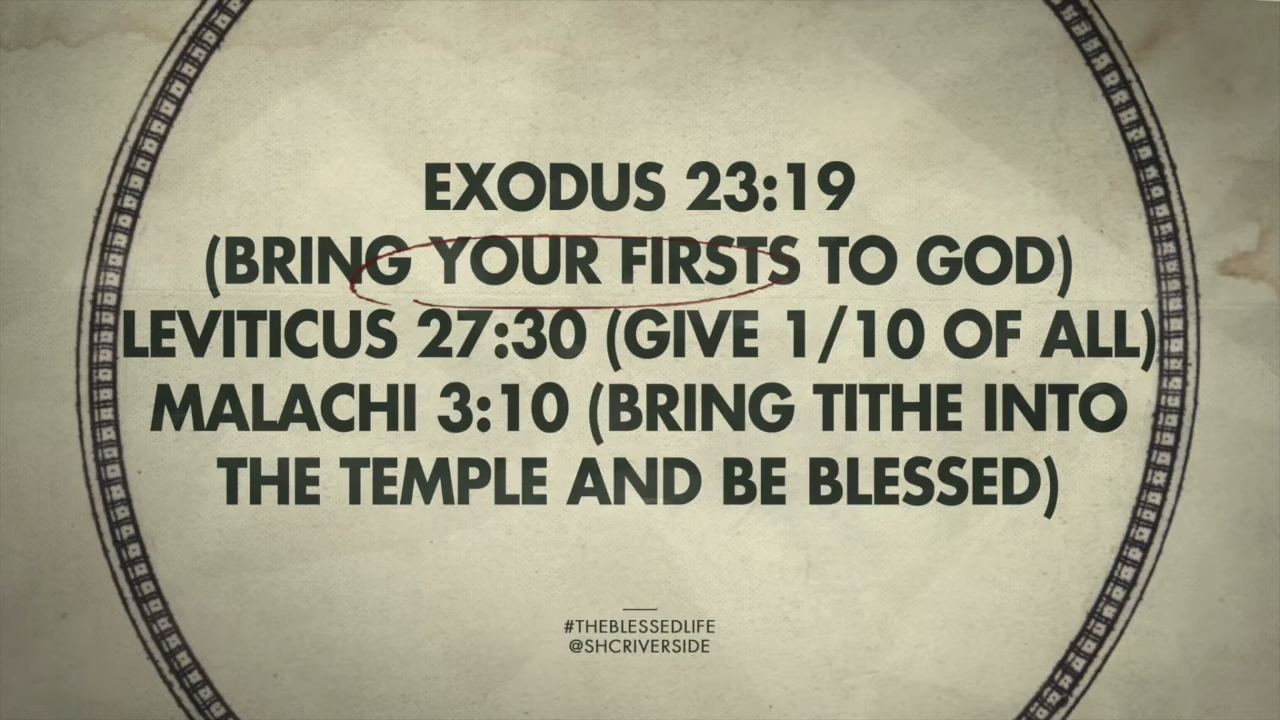 EXODUS 23:19
(BRING YOUR FIRSTS TO GOD)
LEVITICUS 27:30 (GIVE 1/10 OF ALL)
MALACHI 3:10 (BRING TITHE INTO
THE TEMPLE AND BE BLESSED)
#THEBLESSEDLIFE
@SHCRIVERSIDE